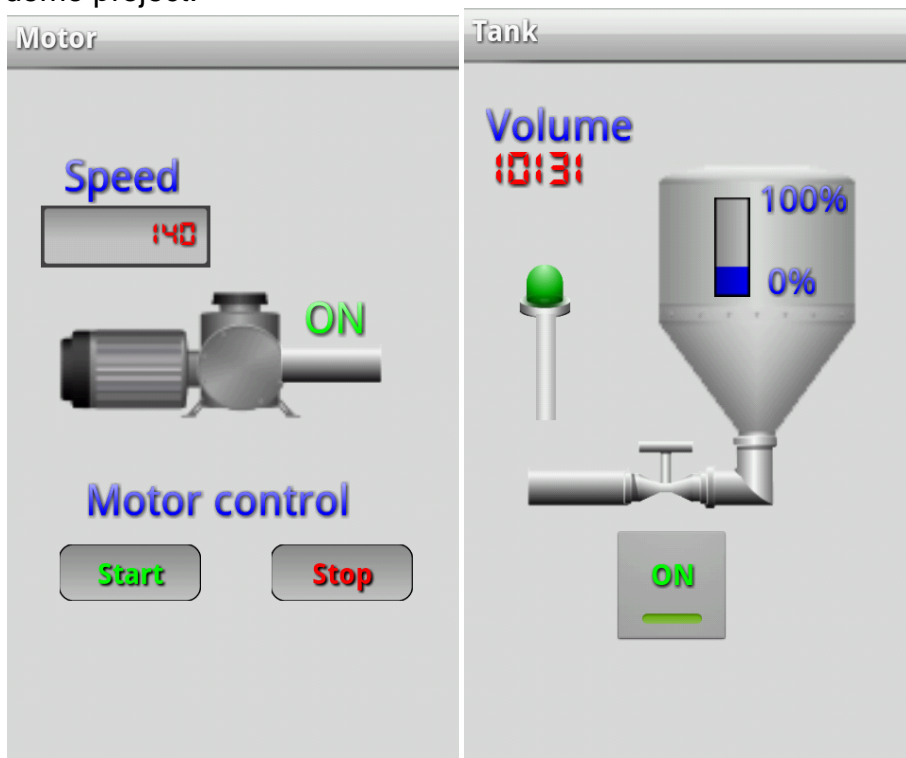 Motor
Speed
140
ON
Motor control
Start
Stop
Tank
Volume
10131
100%
0%
ON